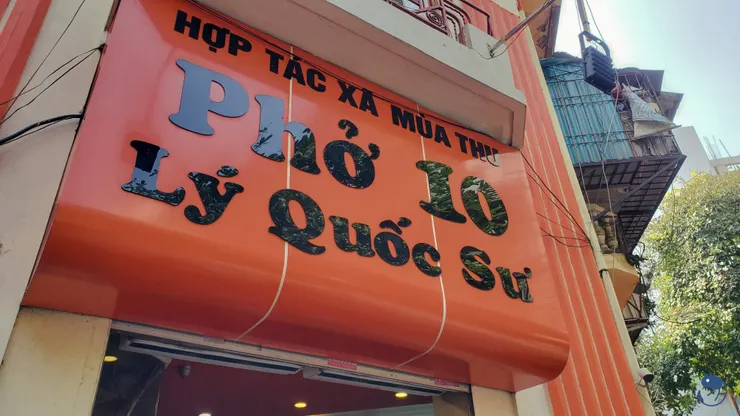 HỢP TÁC XÃ MÙA THU
Phở 10
Lý Quốc Sư